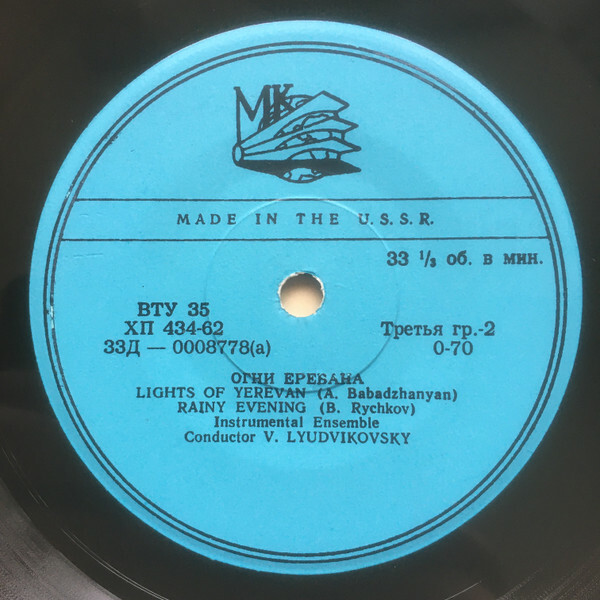 МК
MADE IN THE U.S.S.R.
33 ⅓ об. в мин.
ВТУ 35
ХП 434-62
33Д — 0008778(а)
Третья гр.-2
0-70
ОГНИ ЕРЕВАНА
LIGHTS OF YEREVAN (A. Babadzhanyan)
RAINY EVENING (B. Rychkov)
Instrumental Ensemble
Conductor V. LYUDVIKOVSKY